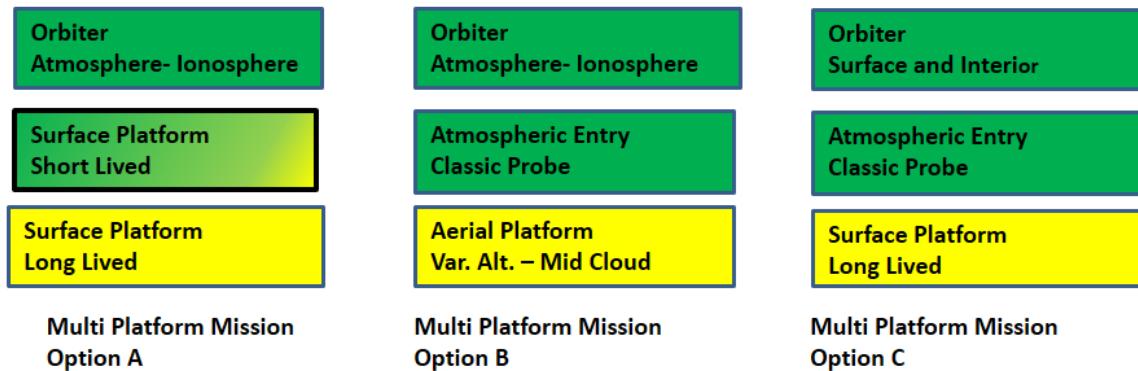 Orbiter
Atmosphere- Ionosphere
Surface Platform
Short Lived
Surface Platform
Long Lived
Multi Platform Mission
Option A
Orbiter
Atmosphere- Ionosphere
Atmospheric Entry
Classic Probe
Aerial Platform
Var. Alt. – Mid Cloud
Multi Platform Mission
Option B
Orbiter
Surface and Interior
Atmospheric Entry
Classic Probe
Surface Platform
Long Lived
Multi Platform Mission
Option C